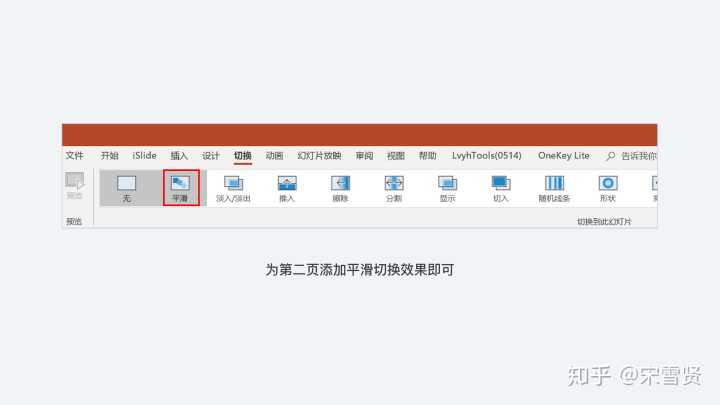 文件 开始 iSlide 插入 设计 切换 动画 幻灯片放映 审阅 视图 帮助 LvyhTools(0514) OneKey Lite 告诉我你
预览 无 平滑 淡入/淡出 推入 擦除 分割 显示 切入 随机线条 形状
预览 切换到此幻灯片
为第二页添加平滑切换效果即可
知乎 @宋雪贤